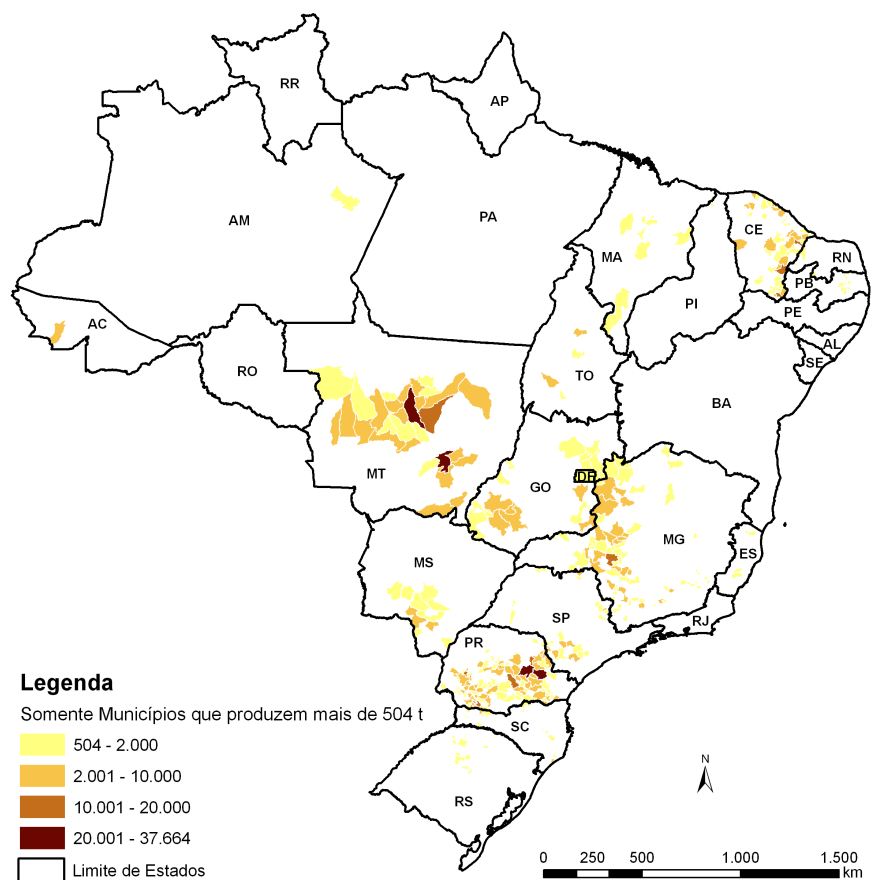 RR
AP
AM
PA
MA
CE
RN
PB
PE
AL
SE
PI
AC
RO
TO
BA
MT
GO
DF
MG
ES
MS
SP
RJ
PR
SC
RS
Legenda
Somente Municípios que produzem mais de 504 t
504 - 2.000
2.001 - 10.000
10.001 - 20.000
20.001 - 37.664
Limite de Estados
N
0 250 500 1.000 1.500
km